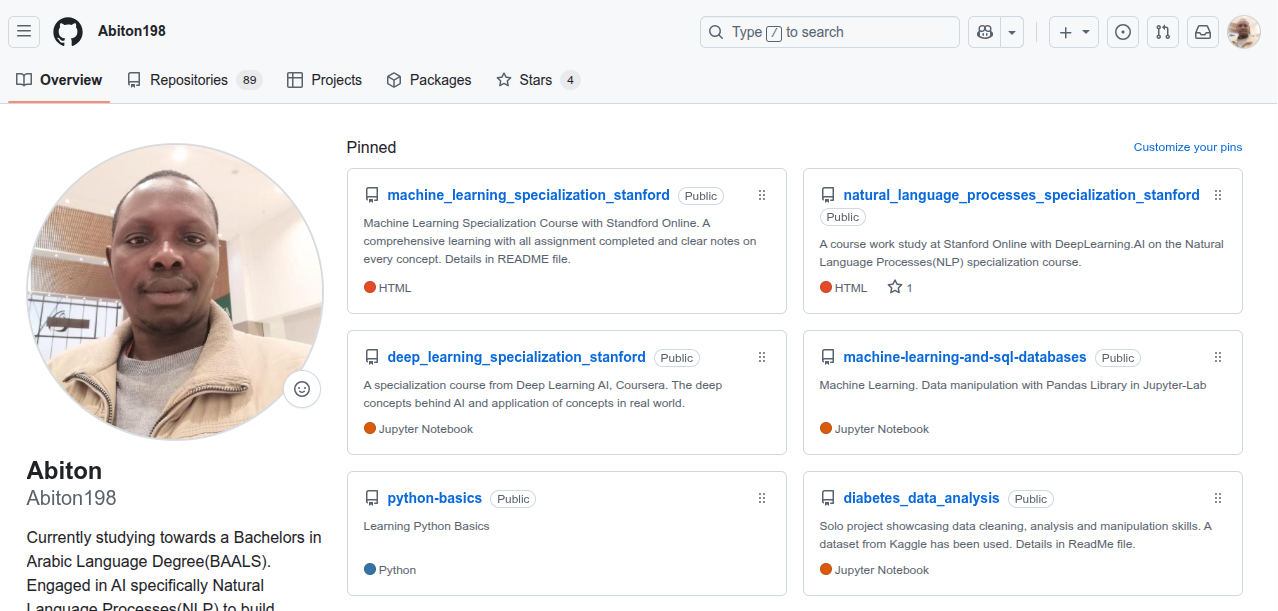 Abiton198
Type / to search
Overview
Repositories 89
Projects
Packages
Stars 4
Pinned
Customize your pins
machine_learning_specialization_stanford Public
Machine Learning Specialization Course with Standford Online. A
comprehensive learning with all assignment completed and clear notes on
every concept. Details in README file.
HTML
natural_language_processes_specialization_stanford
Public
A course work study at Stanford Online with DeepLearning.AI on the Natural
Language Processes(NLP) specialization course.
HTML 1
deep_learning_specialization_stanford Public
A specialization course from Deep Learning AI, Coursera. The deep
concepts behind AI and application of concepts in real world.
Jupyter Notebook
machine-learning-and-sql-databases Public
Machine Learning. Data manipulation with Pandas Library in Jupyter-Lab
Jupyter Notebook
python-basics Public
Learning Python Basics
Python
diabetes_data_analysis Public
Solo project showcasing data cleaning, analysis and manipulation skills. A
dataset from Kaggle has been used. Details in ReadMe file.
Jupyter Notebook
Abiton
Abiton198
Currently studying towards a Bachelors in
Arabic Language Degree(BAALS).
Engaged in AI specifically Natural
Language Processes(NLP) to build